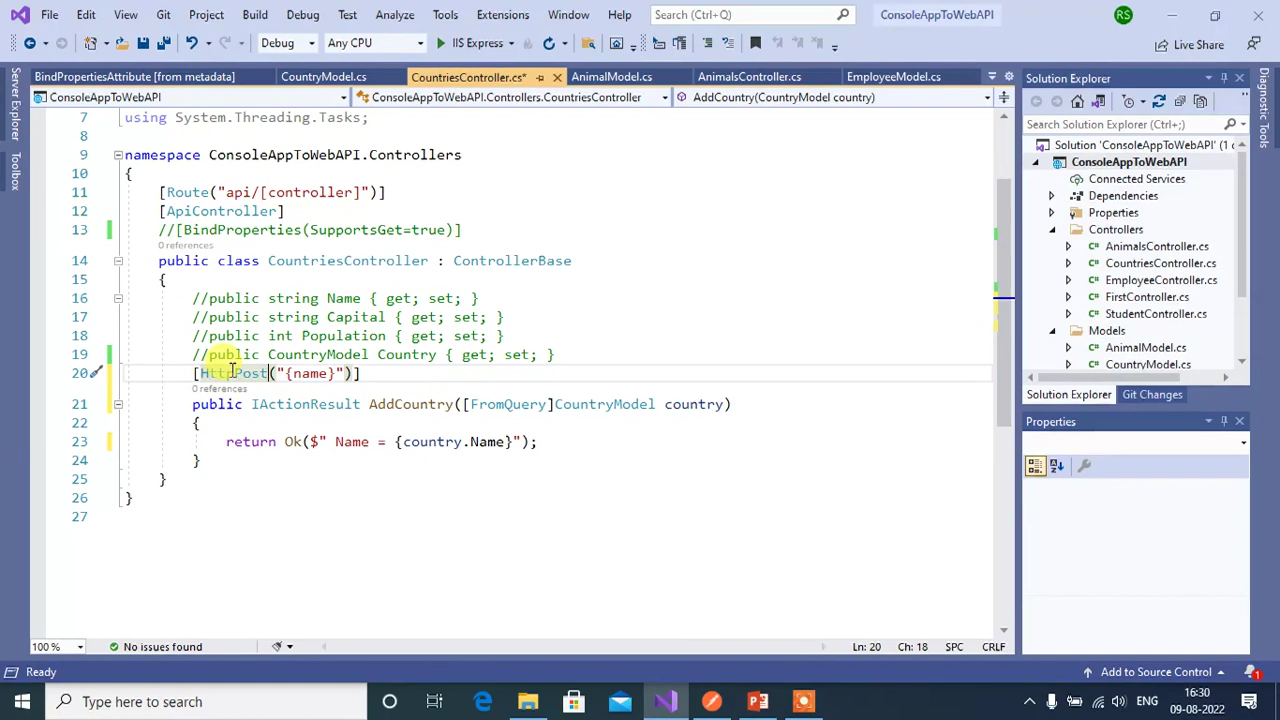 File Edit View Git Project Build Debug Test Analyze Tools Extensions Window Help Search (Ctrl+Q) ConsoleAppToWebAPI RS
Debug Any CPU IIS Express Live Share
BindPropertiesAttribute [from metadata] CountryModel.cs CountriesController.cs* AnimalModel.cs AnimalsController.cs EmployeeModel.cs
ConsoleAppToWebAPI ConsoleAppToWebAPI.Controllers.CountriesController AddCountry(CountryModel country)
Server Explorer
Toolbox
7 using System.Threading.Tasks;
8
9 namespace ConsoleAppToWebAPI.Controllers
10 {
11 [Route("api/[controller]")]
12 [ApiController]
13 //[BindProperties(SupportsGet=true)]
0 references
14 public class CountriesController : ControllerBase
15 {
16 //public string Name { get; set; }
17 //public string Capital { get; set; }
18 //public int Population { get; set; }
19 //public CountryModel Country { get; set; }
20 [HttpPost("{name}")]
0 references
21 public IActionResult AddCountry([FromQuery]CountryModel country)
22 {
23 return Ok($" Name = {country.Name}");
24 }
25 }
26 }
27
100 % No issues found Ln: 20 Ch: 18 SPC CRLF
Solution Explorer
Search Solution Explorer (Ctrl+;)
Solution 'ConsoleAppToWebAPI' (1 o
ConsoleAppToWebAPI
Connected Services
Dependencies
Properties
Controllers
C# AnimalsController.cs
C# CountriesController.cs
C# EmployeeController.cs
C# FirstController.cs
C# StudentController.cs
Models
C# AnimalModel.cs
C# CountryModel.cs
Solution Explorer Git Changes
Properties
Diagnostic Tools
Ready Add to Source Control 1
Type here to search ENG 16:30
09-08-2022